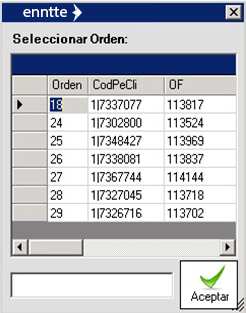 enntte
Seleccionar Orden:
Orden CodPeCli OF
18 1|7337077 113817
24 1|7302800 113524
25 1|7348427 113969
26 1|7338081 113837
27 1|7367744 114144
28 1|7327045 113718
29 1|7326716 113702
Aceptar